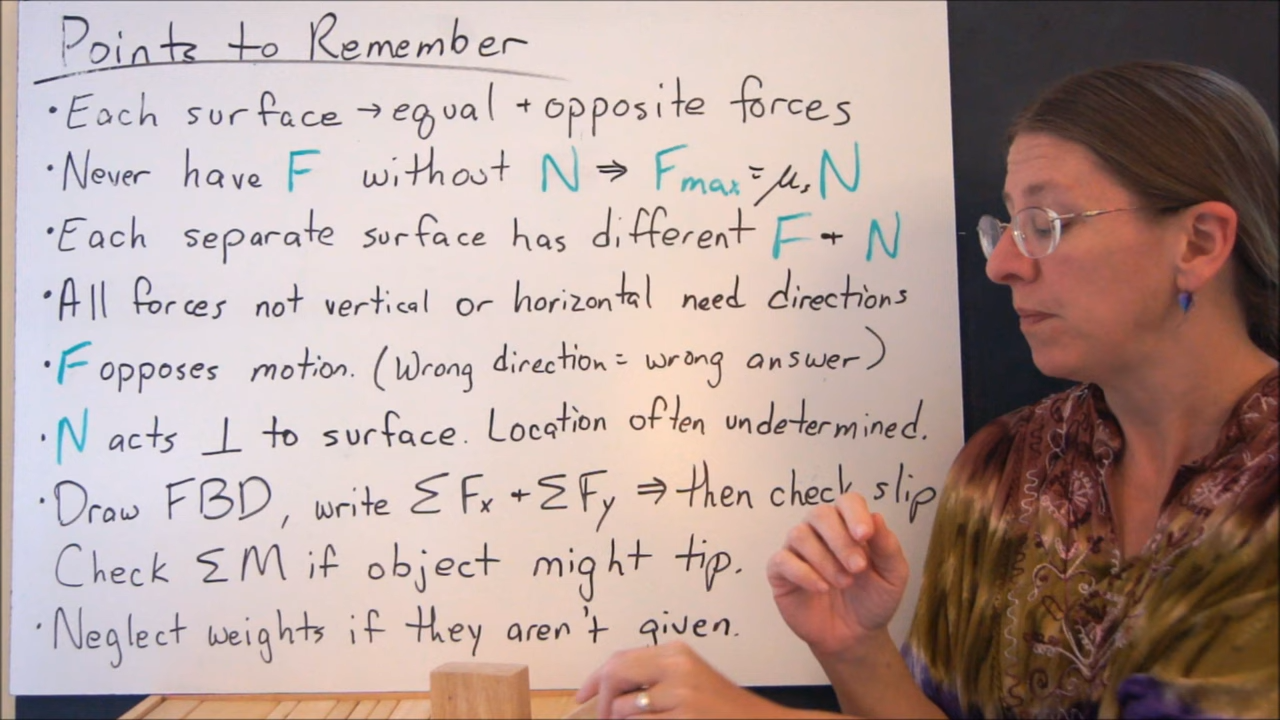 Points to Remember
• Each surface → equal + opposite forces
• Never have F without N ⇒ Fmax = μs N
• Each separate surface has different F + N
• All forces not vertical or horizontal need directions
• F opposes motion. (Wrong direction = wrong answer)
• N acts ⊥ to surface. Location often undetermined.
• Draw FBD, write ΣFx + ΣFy ⇒ then check slip
Check ΣM if object might tip.
• Neglect weights if they aren't given.